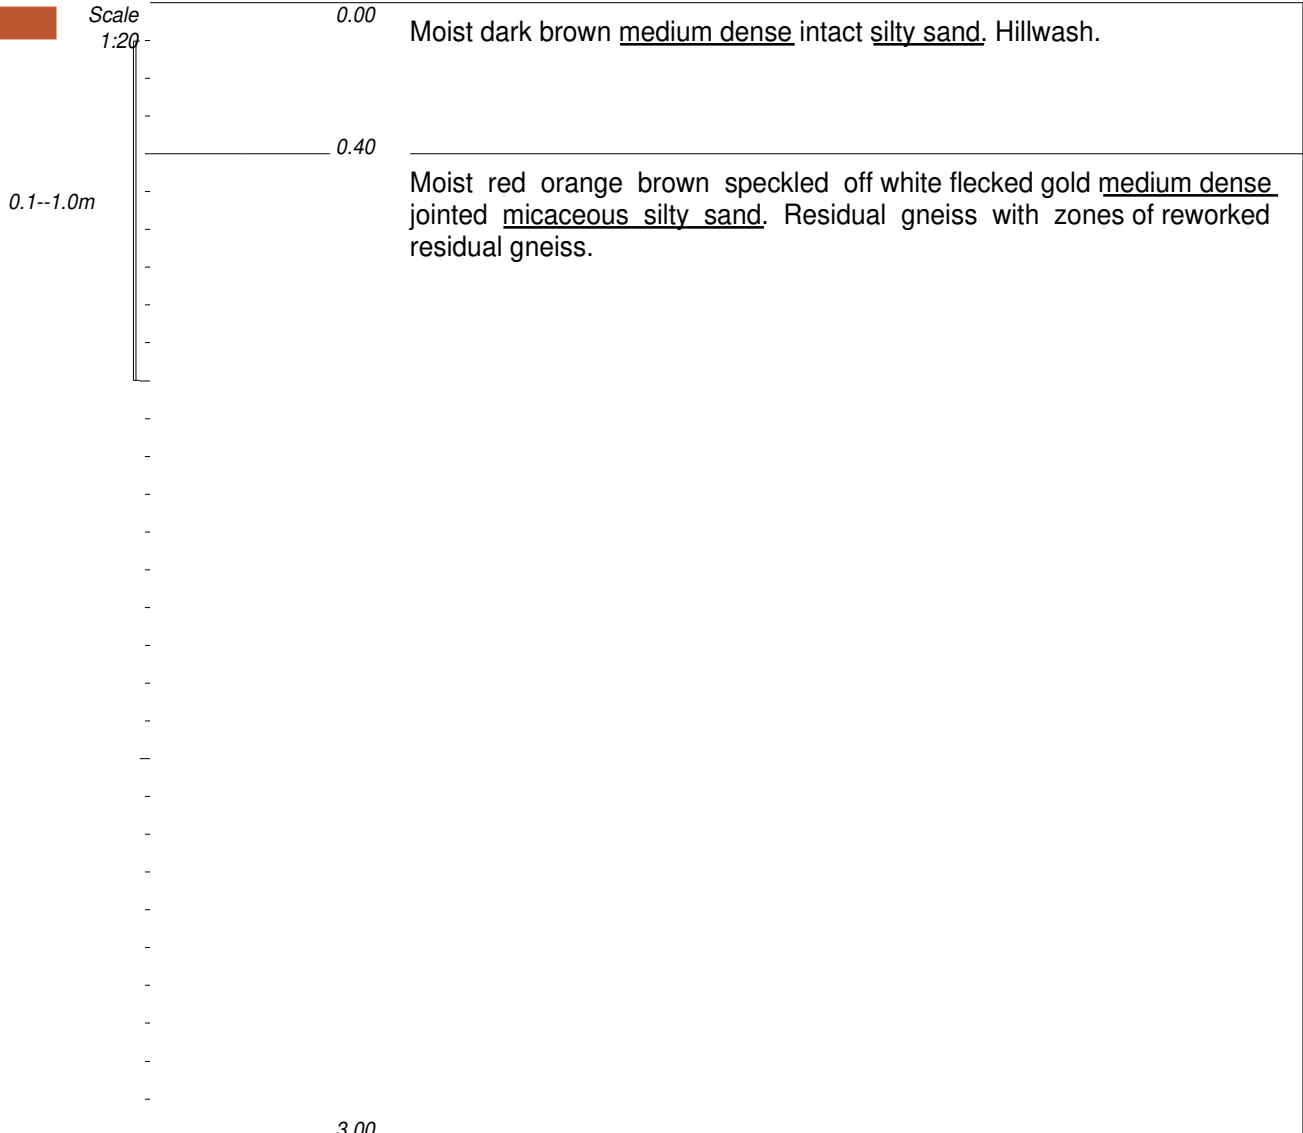 Scale
1:20
0.00
Moist dark brown medium dense intact silty sand. Hillwash.
0.40
Moist red orange brown speckled off white flecked gold medium dense
jointed micaceous silty sand. Residual gneiss with zones of reworked
residual gneiss.
0.1--1.0m
3.00